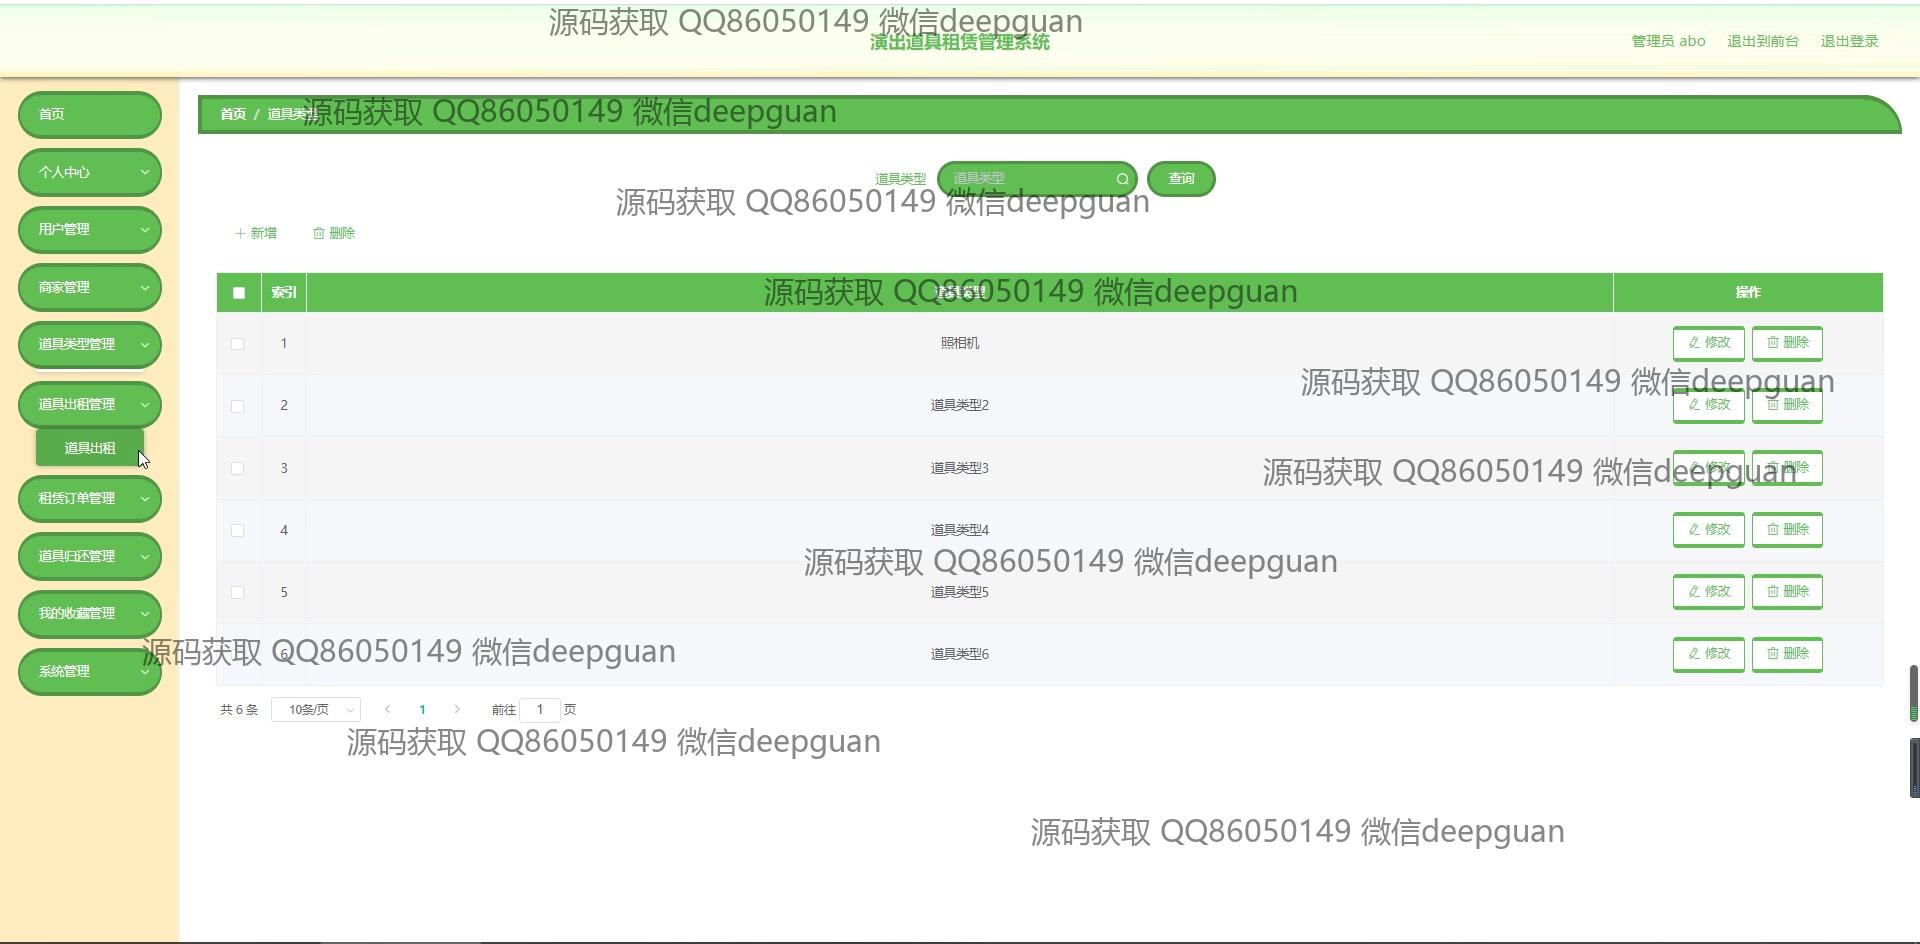 源码获取 QQ86050149 微信deepguan
演出道具租赁管理系统
管理员 abo 退出到前台 退出登录
首页
个人中心
用户管理
商家管理
道具类型管理
道具出租管理
道具出租
租赁订单管理
道具归还管理
我的收藏管理
系统管理
首页 / 道具类型
源码获取 QQ86050149 微信deepguan
道具类型 道具类型 查询
源码获取 QQ86050149 微信deepguan
新增 删除
索引 道具类型 操作
源码获取 QQ86050149 微信deepguan
1 照相机 修改 删除
源码获取 QQ86050149 微信deepguan
2 道具类型2 修改 删除
3 道具类型3 修改 删除
源码获取 QQ86050149 微信deepguan
4 道具类型4 修改 删除
源码获取 QQ86050149 微信deepguan
5 道具类型5 修改 删除
6 道具类型6 修改 删除
源码获取 QQ86050149 微信deepguan
共 6 条 10条/页 1 前往 1 页
源码获取 QQ86050149 微信deepguan
源码获取 QQ86050149 微信deepguan